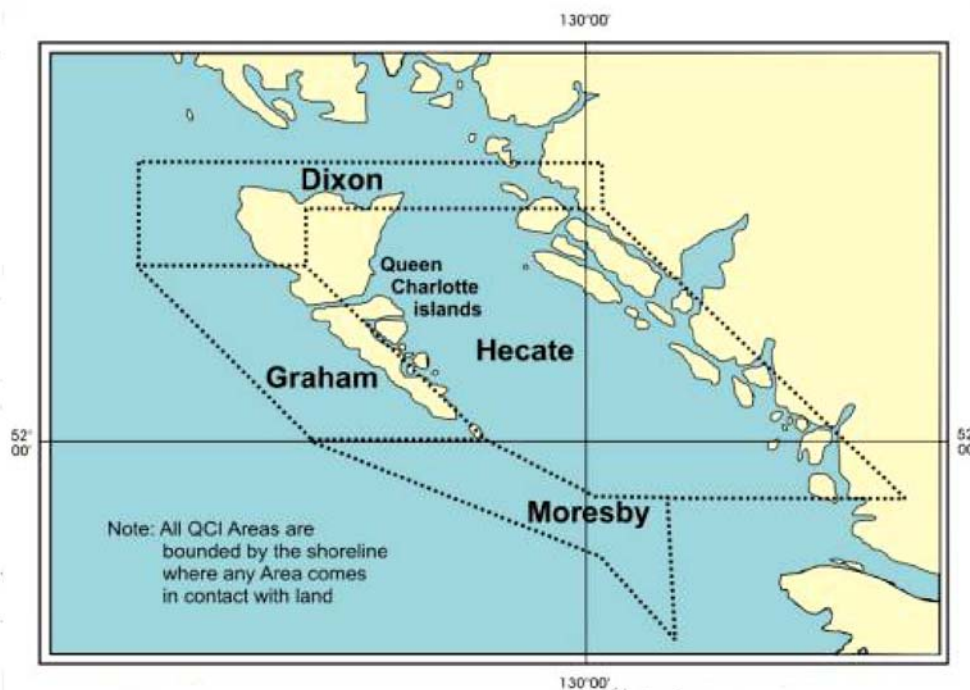 130°00'
Dixon
Queen
Charlotte
islands
Hecate
Graham
52°
00'
52
00
Moresby
Note: All QCI Areas are
bounded by the shoreline
where any Area comes
in contact with land
130°00'